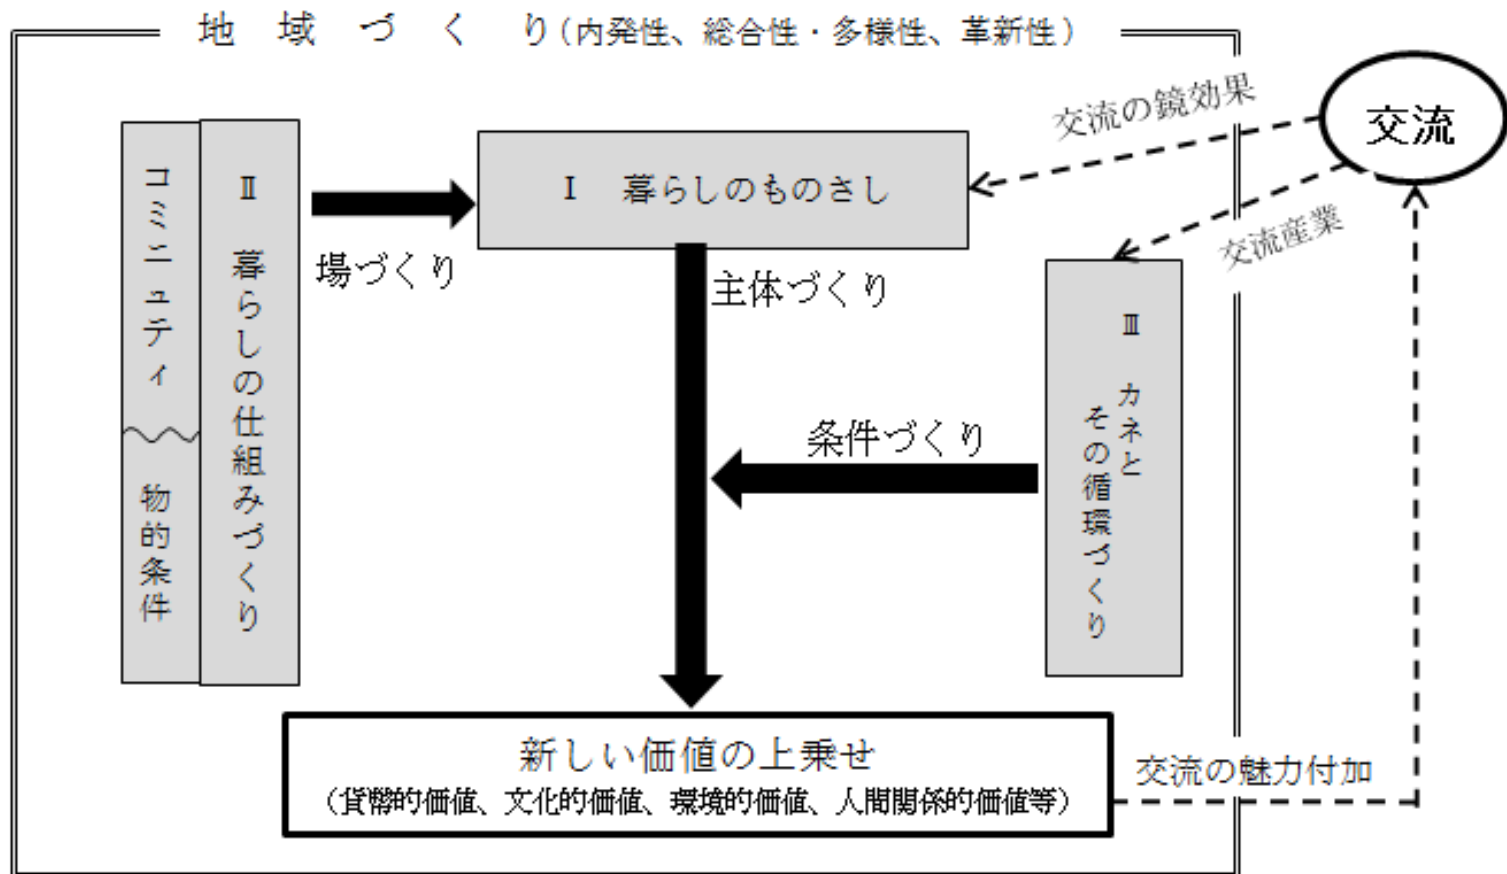 地域づくり(内発性、総合性・多様性、革新性)
交流の鏡効果
交流
コミニュティ
物的条件
Ⅱ 暮らしの仕組みづくり
Ⅰ 暮らしのものさし
場づくり
主体づくり
交流産業
Ⅲ カネと
その循環づくり
条件づくり
新しい価値の上乗せ
(貨幣的価値、文化的価値、環境的価値、人間関係的価値等)
交流の魅力付加